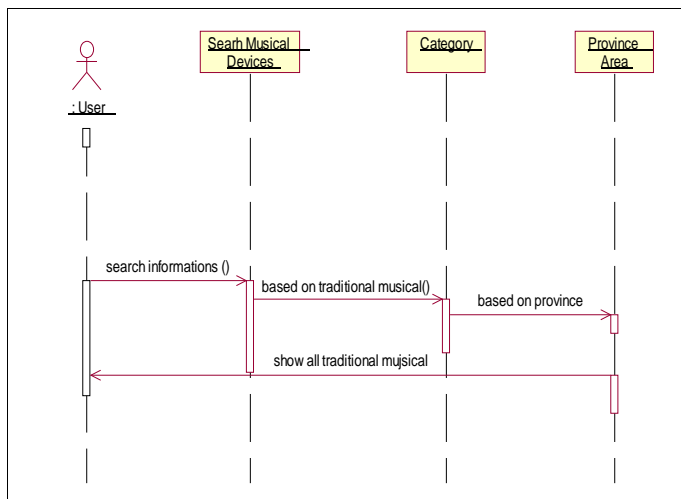 Searh Musical
Devices
Category
Province
Area
: User
search informations ()
based on traditional musical()
based on province
show all traditional mujsical